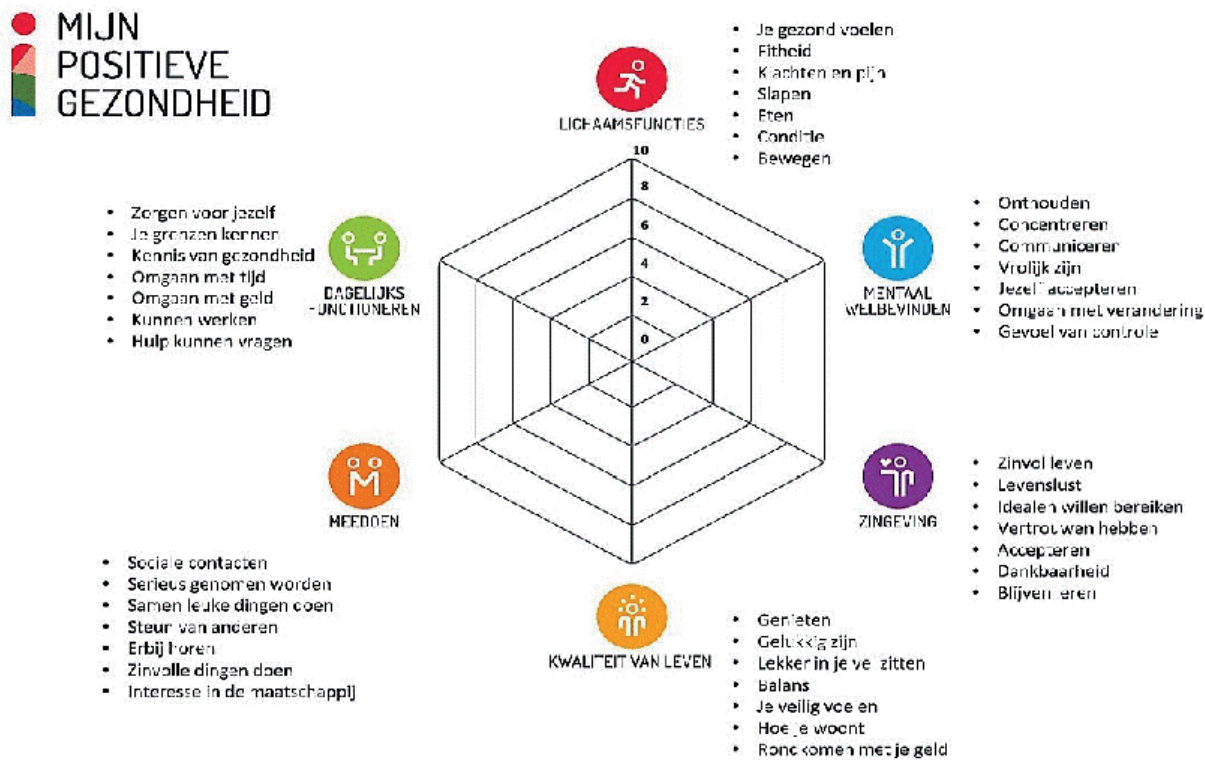 MIJN
POSITIEVE
GEZONDHEID
LICHAAMSFUNCTIES
• Je gezond voelen
• Fitheid
• Klachten en pijn
• Slapen
• Eten
• Conditie
• Bewegen
10
8
6
4
2
0
• Zorgen voor jezelf
• Je grenzen kennen
• Kennis van gezondheid
• Omgaan met tijd
• Omgaan met geld
• Kunnen werken
• Hulp kunnen vragen
DAGELIJKS
FUNCTIONEREN
MENTAAL
WELBEVINDEN
• Onthouden
• Concentreren
• Communiceren
• Vrolijk zijn
• Jezelf accepteren
• Omgaan met verandering
• Gevoel van controle
MEEDOEN
• Sociale contacten
• Serieus genomen worden
• Samen leuke dingen doen
• Steun van anderen
• Erbij horen
• Zinvolle dingen doen
• Interesse in de maatschappij
ZINGEVING
• Zinvol leven
• Levenslust
• Idealen willen bereiken
• Vertrouwen hebben
• Accepteren
• Dankbaarheid
• Blijven leren
KWALITEIT VAN LEVEN
• Genieten
• Gelukkig zijn
• Lekker in je vel zitten
• Balans
• Je veilig voelen
• Hoe je woont
• Rondkomen met je geld